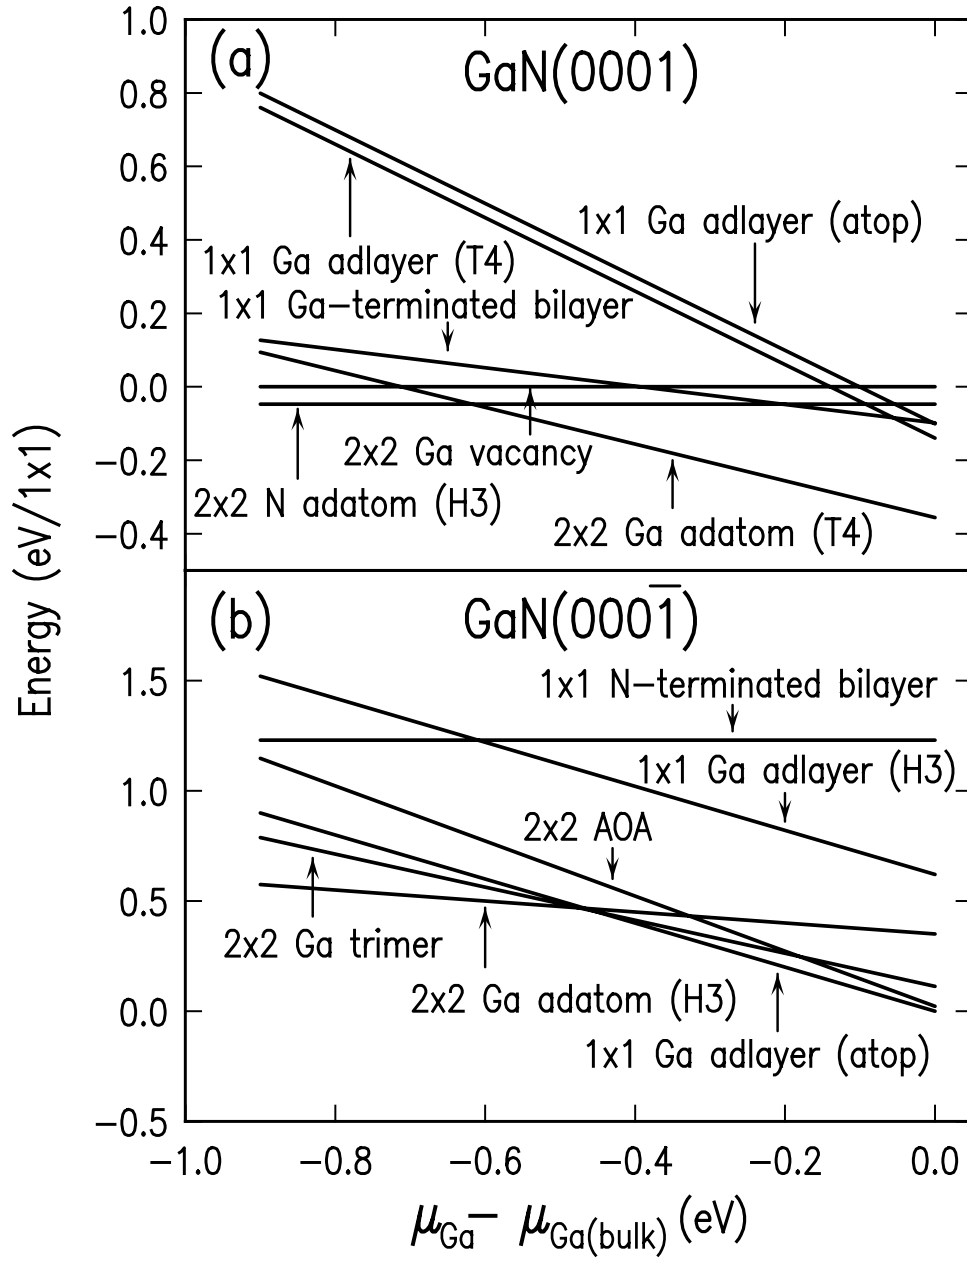 1.0
(a)
GaN(0001)
0.8
0.6
1x1 Ga adlayer (atop)
0.4
1x1 Ga adlayer (T4)
1x1 Ga−terminated bilayer
0.2
0.0
2x2 Ga vacancy
−0.2
2x2 N adatom (H3)
2x2 Ga adatom (T4)
−0.4
Energy (eV/1x1)
(b)
GaN(0001̅)
1.5
1x1 N−terminated bilayer
1x1 Ga adlayer (H3)
1.0
2x2 AOA
0.5
2x2 Ga trimer
2x2 Ga adatom (H3)
0.0
1x1 Ga adlayer (atop)
−0.5
−1.0 −0.8 −0.6 −0.4 −0.2 0.0
μGa− μGa(bulk) (eV)